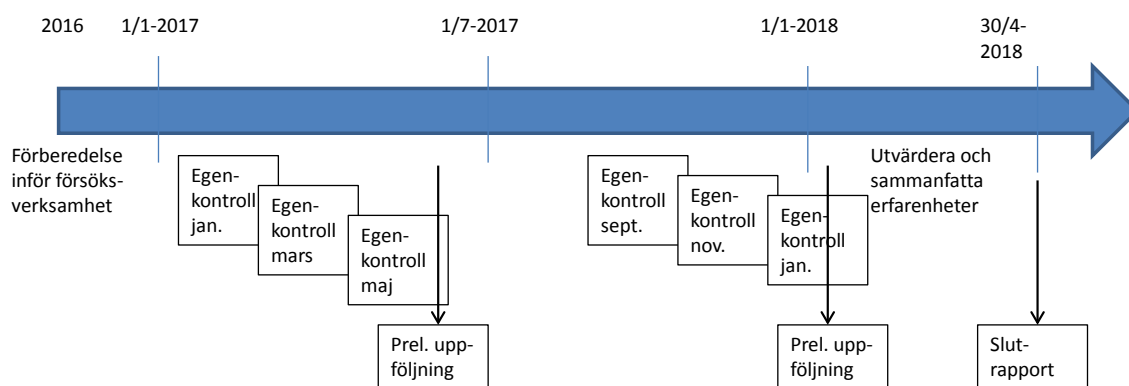 2016
1/1-2017
1/7-2017
1/1-2018
30/4-
2018
Förberedelse
inför försöks-
verksamhet
Egen-
kontroll
jan.
Egen-
kontroll
mars
Egen-
kontroll
maj
Egen-
kontroll
sept.
Egen-
kontroll
nov.
Egen-
kontroll
jan.
Utvärdera och
sammanfatta
erfarenheter
Prel. upp-
följning
Prel. upp-
följning
Slut-
rapport